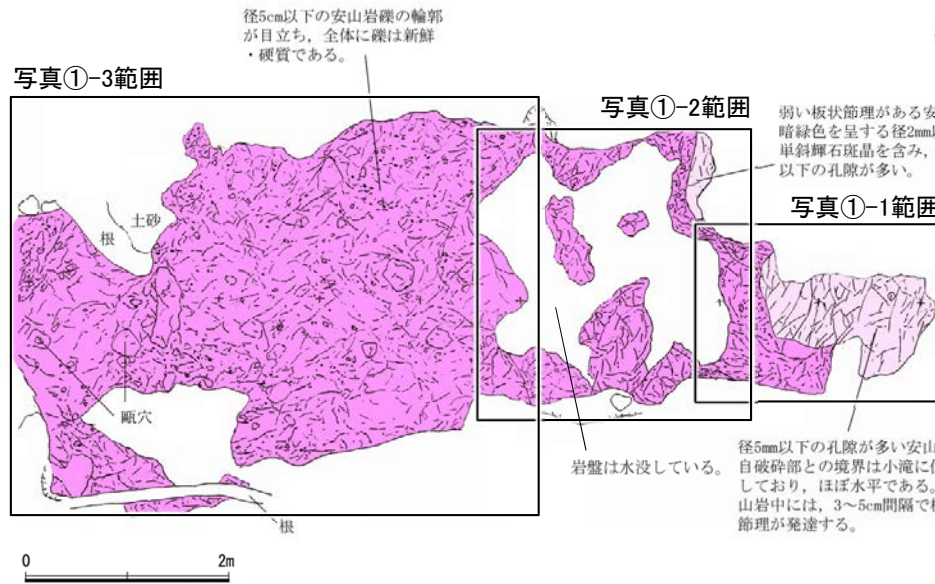 径5cm以下の安山岩礫の輪郭
が目立ち，全体に礫は新鮮
・硬質である。
写真①-3範囲
写真①-2範囲
弱い板状節理がある安
暗緑色を呈する径2mm以
単斜輝石斑晶を含み，
以下の孔隙が多い。
写真①-1範囲
土砂
根
甌穴
岩盤は水没している。
径5mm以下の孔隙が多い安山
自破砕部との境界は小滝に位
しており，ほぼ水平である。
山岩中には，3～5cm間隔で板
節理が発達する。
根
0
2m